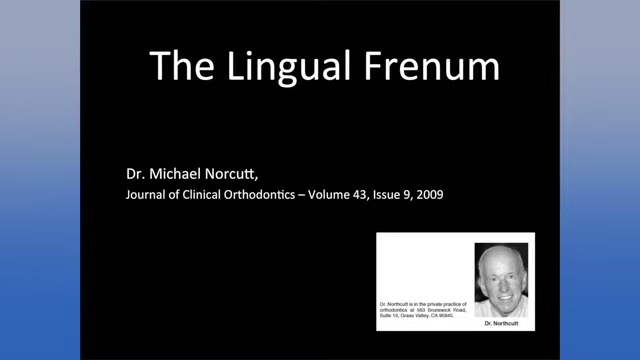 The Lingual Frenum
Dr. Michael Norcutt,
Journal of Clinical Orthodontics – Volume 43, Issue 9, 2009
Dr. Northcutt is in the private practice of
orthodontics at 563 Brunswick Road,
Suite 10, Grass Valley, CA 95945.
Dr. Northcutt